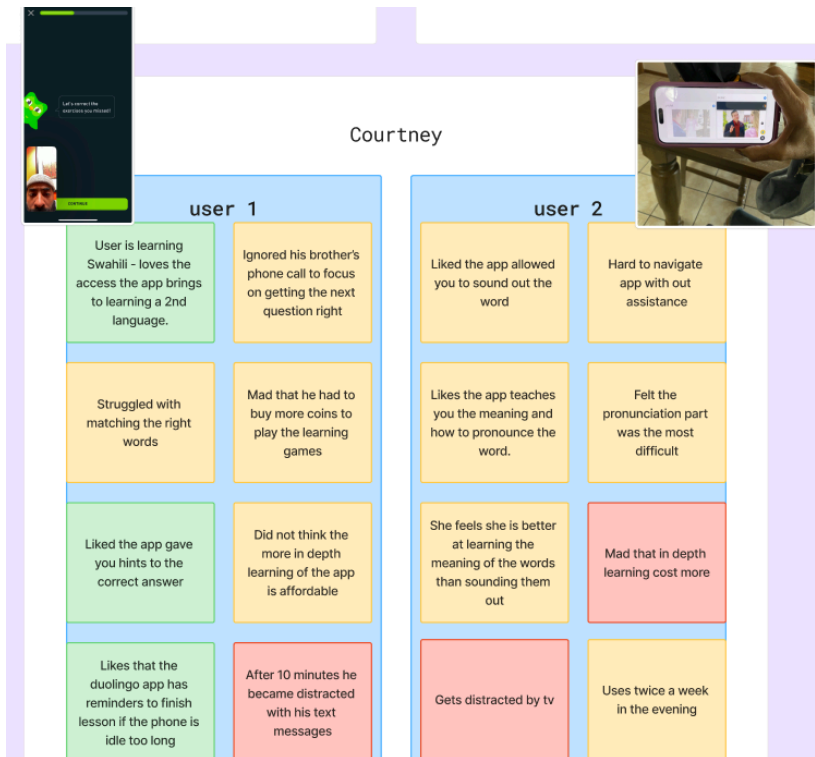 Let's correct the
exercises you missed!
CONTINUE
Courtney
user 1
User is learning
Swahili - loves the
access the app brings
to learning a 2nd
language.
Ignored his brother's
phone call to focus
on getting the next
question right
Struggled with
matching the right
words
Mad that he had to
buy more coins to
play the learning
games
Liked the app gave
you hints to the
correct answer
Did not think the
more in depth
learning of the app
is affordable
Likes that the
duolingo app has
reminders to finish
lesson if the phone is
idle too long
After 10 minutes he
became distracted
with his text
messages
user 2
Liked the app allowed
you to sound out the
word
Hard to navigate
app with out
assistance
Likes the app teaches
you the meaning and
how to pronounce the
word.
Felt the
pronunciation part
was the most
difficult
She feels she is better
at learning the
meaning of the words
than sounding them
out
Mad that in depth
learning cost more
Gets distracted by tv
Uses twice a week
in the evening